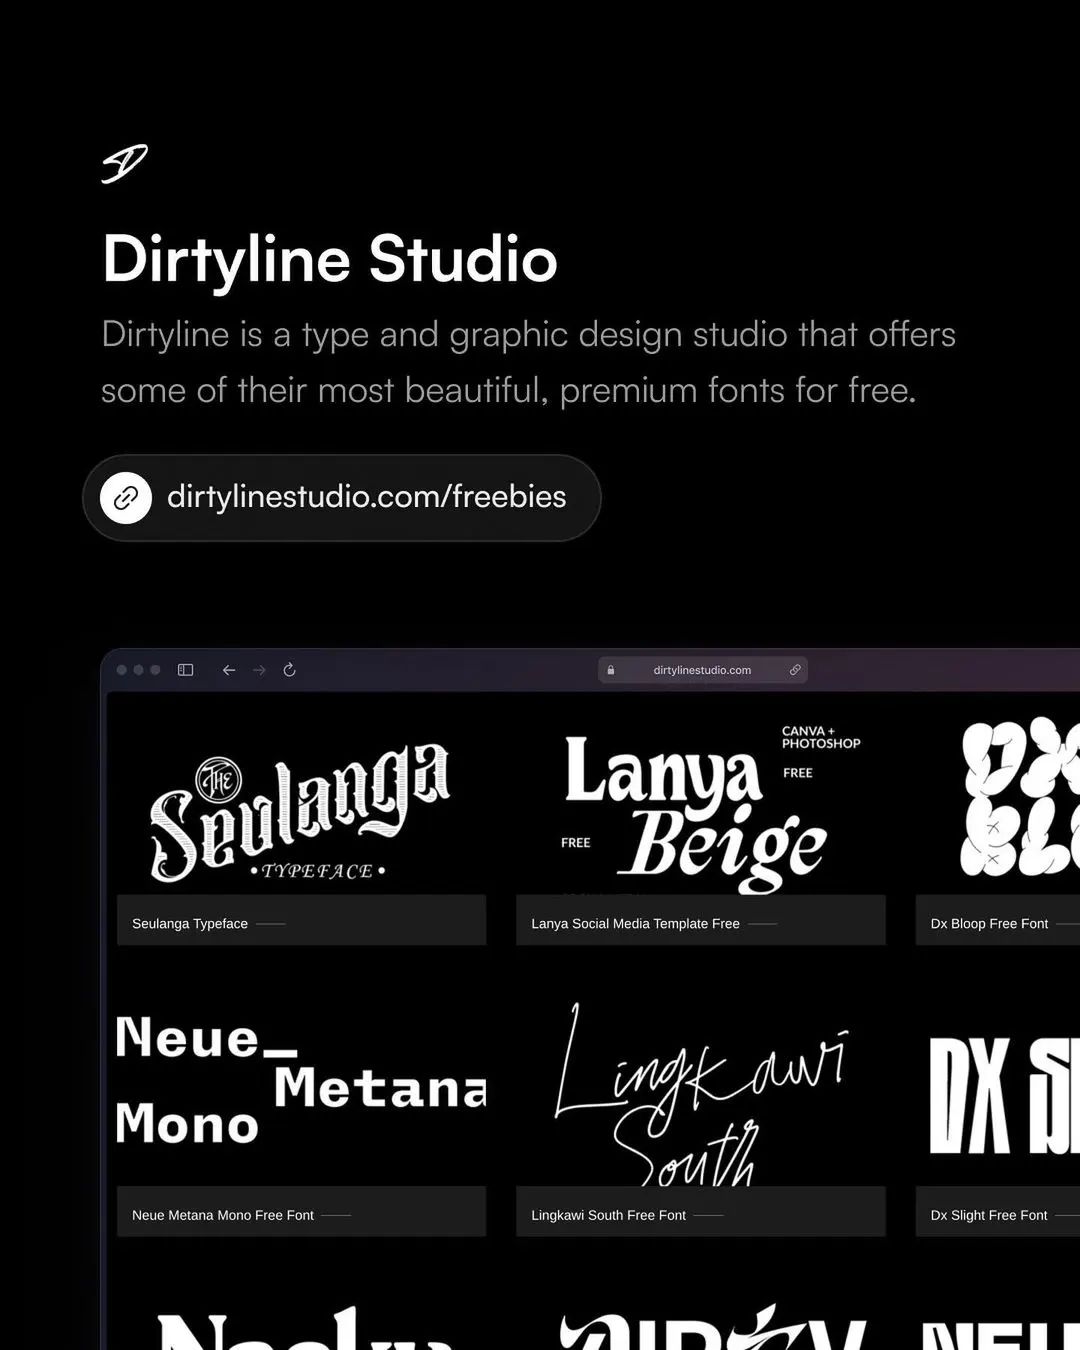 Dirtyline Studio
Dirtyline is a type and graphic design studio that offers
some of their most beautiful, premium fonts for free.
dirtylinestudio.com/freebies
dirtylinestudio.com
THE
Seulanga
•TYPEFACE•
Lanya
Beige
CANVA +
PHOTOSHOP
FREE
FREE
DX
BLO
Seulanga Typeface
Lanya Social Media Template Free
Dx Bloop Free Font
Neue_
Metana
Mono
Lingkawi
South
DX S
Neue Metana Mono Free Font
Lingkawi South Free Font
Dx Slight Free Font
NEU